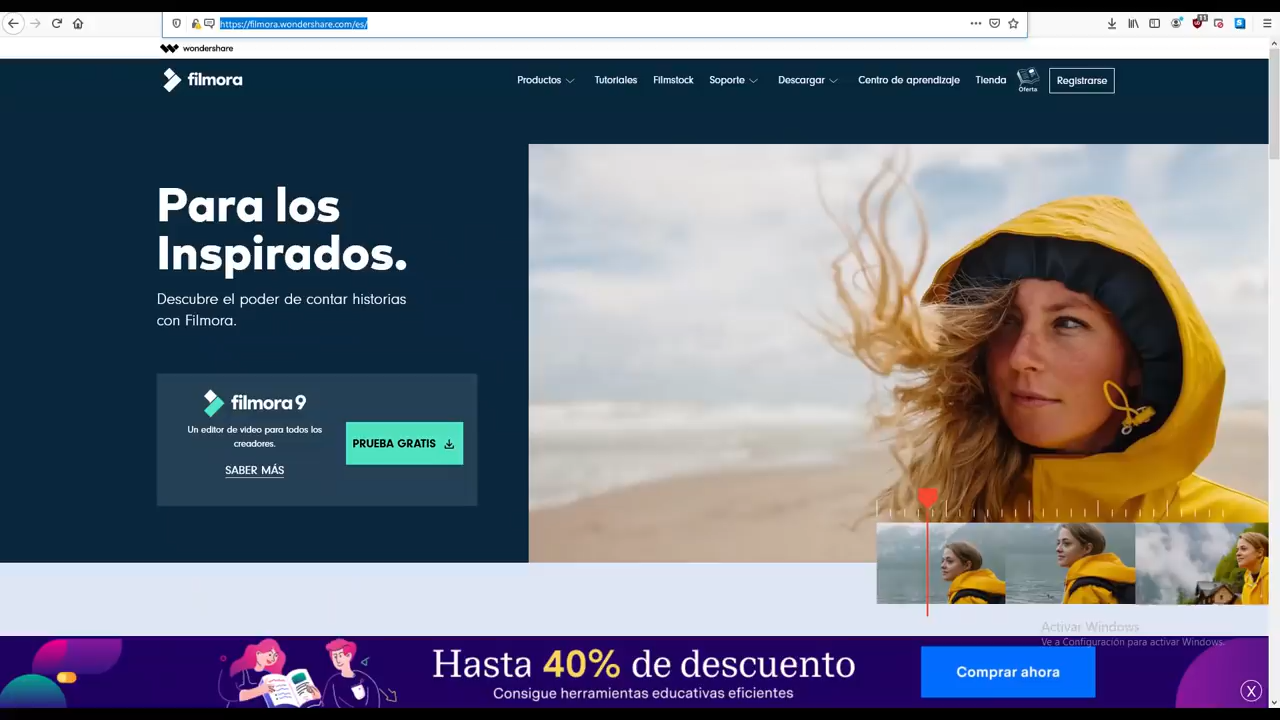 https://filmora.wondershare.com/es/
wondershare
filmora
Productos
Tutoriales
Filmstock
Soporte
Descargar
Centro de aprendizaje
Tienda
Oferta
Registrarse
Para los
Inspirados.
Descubre el poder de contar historias
con Filmora.
filmora9
Un editor de video para todos los
creadores.
SABER MÁS
PRUEBA GRATIS
Activar Windows
Ve a Configuración para activar Windows.
Hasta 40% de descuento
Consigue herramientas educativas eficientes
Comprar ahora
X